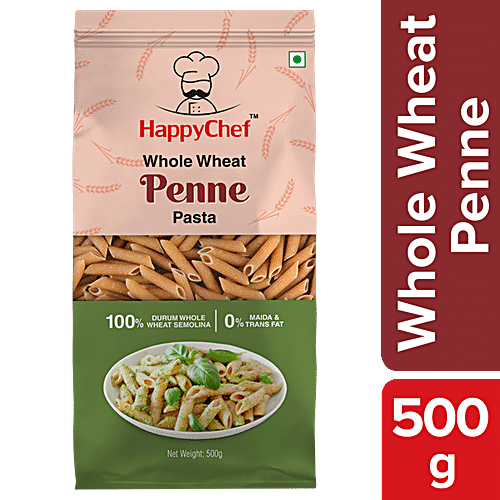 HappyChef™
Whole Wheat
Penne
Pasta
100% DURUM WHOLE WHEAT SEMOLINA
0% MAIDA & TRANS FAT
Net Weight: 500g
Whole Wheat
Penne
500
g